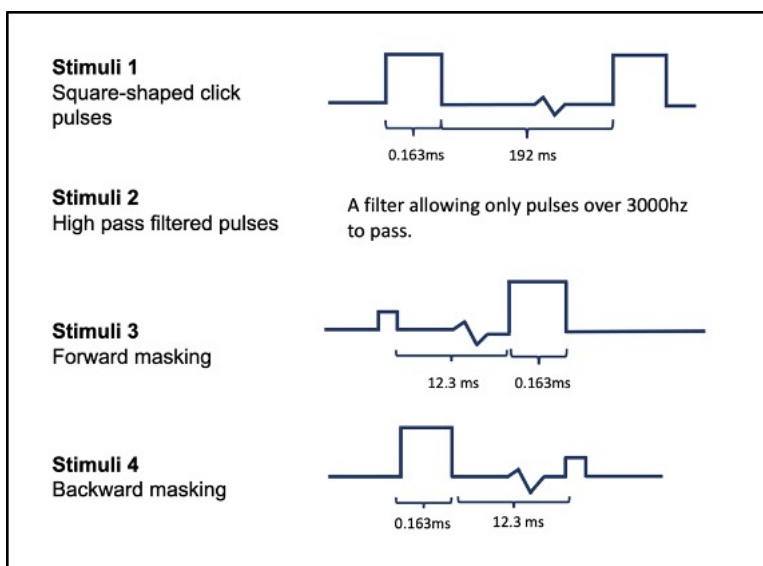 Stimuli 1
Square-shaped click
pulses
0.163ms
192 ms
Stimuli 2
High pass filtered pulses
A filter allowing only pulses over 3000hz
to pass.
Stimuli 3
Forward masking
12.3 ms
0.163ms
Stimuli 4
Backward masking
0.163ms
12.3 ms